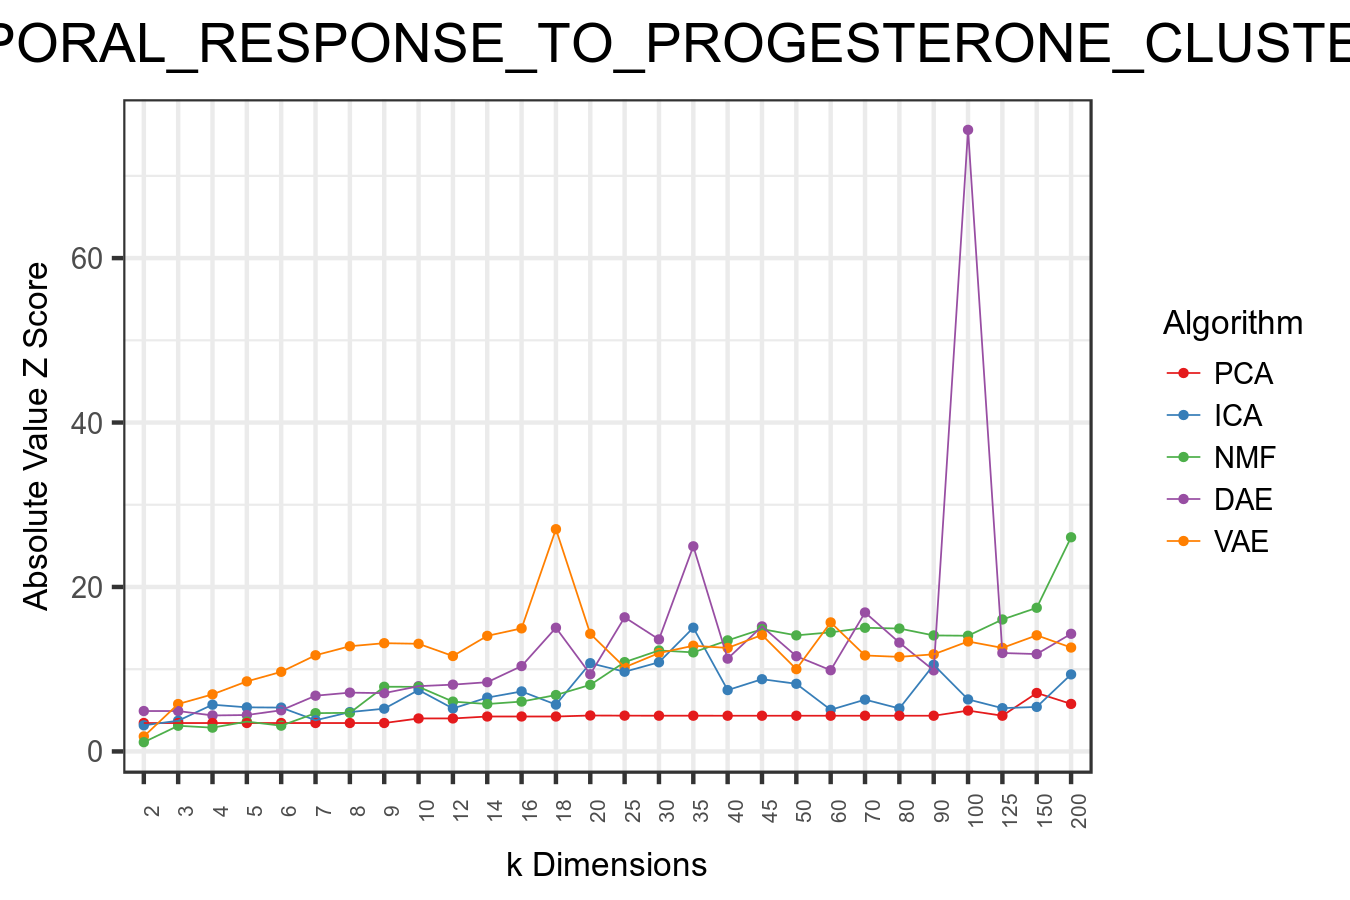 PORAL_RESPONSE_TO_PROGESTERONE_CLUSTE
60
40
20
0
Absolute Value Z Score
2 3 4 5 6 7 8 9 10 12 14 16 18 20 25 30 35 40 45 50 60 70 80 90 100 125 150 200
k Dimensions
Algorithm
PCA
ICA
NMF
DAE
VAE